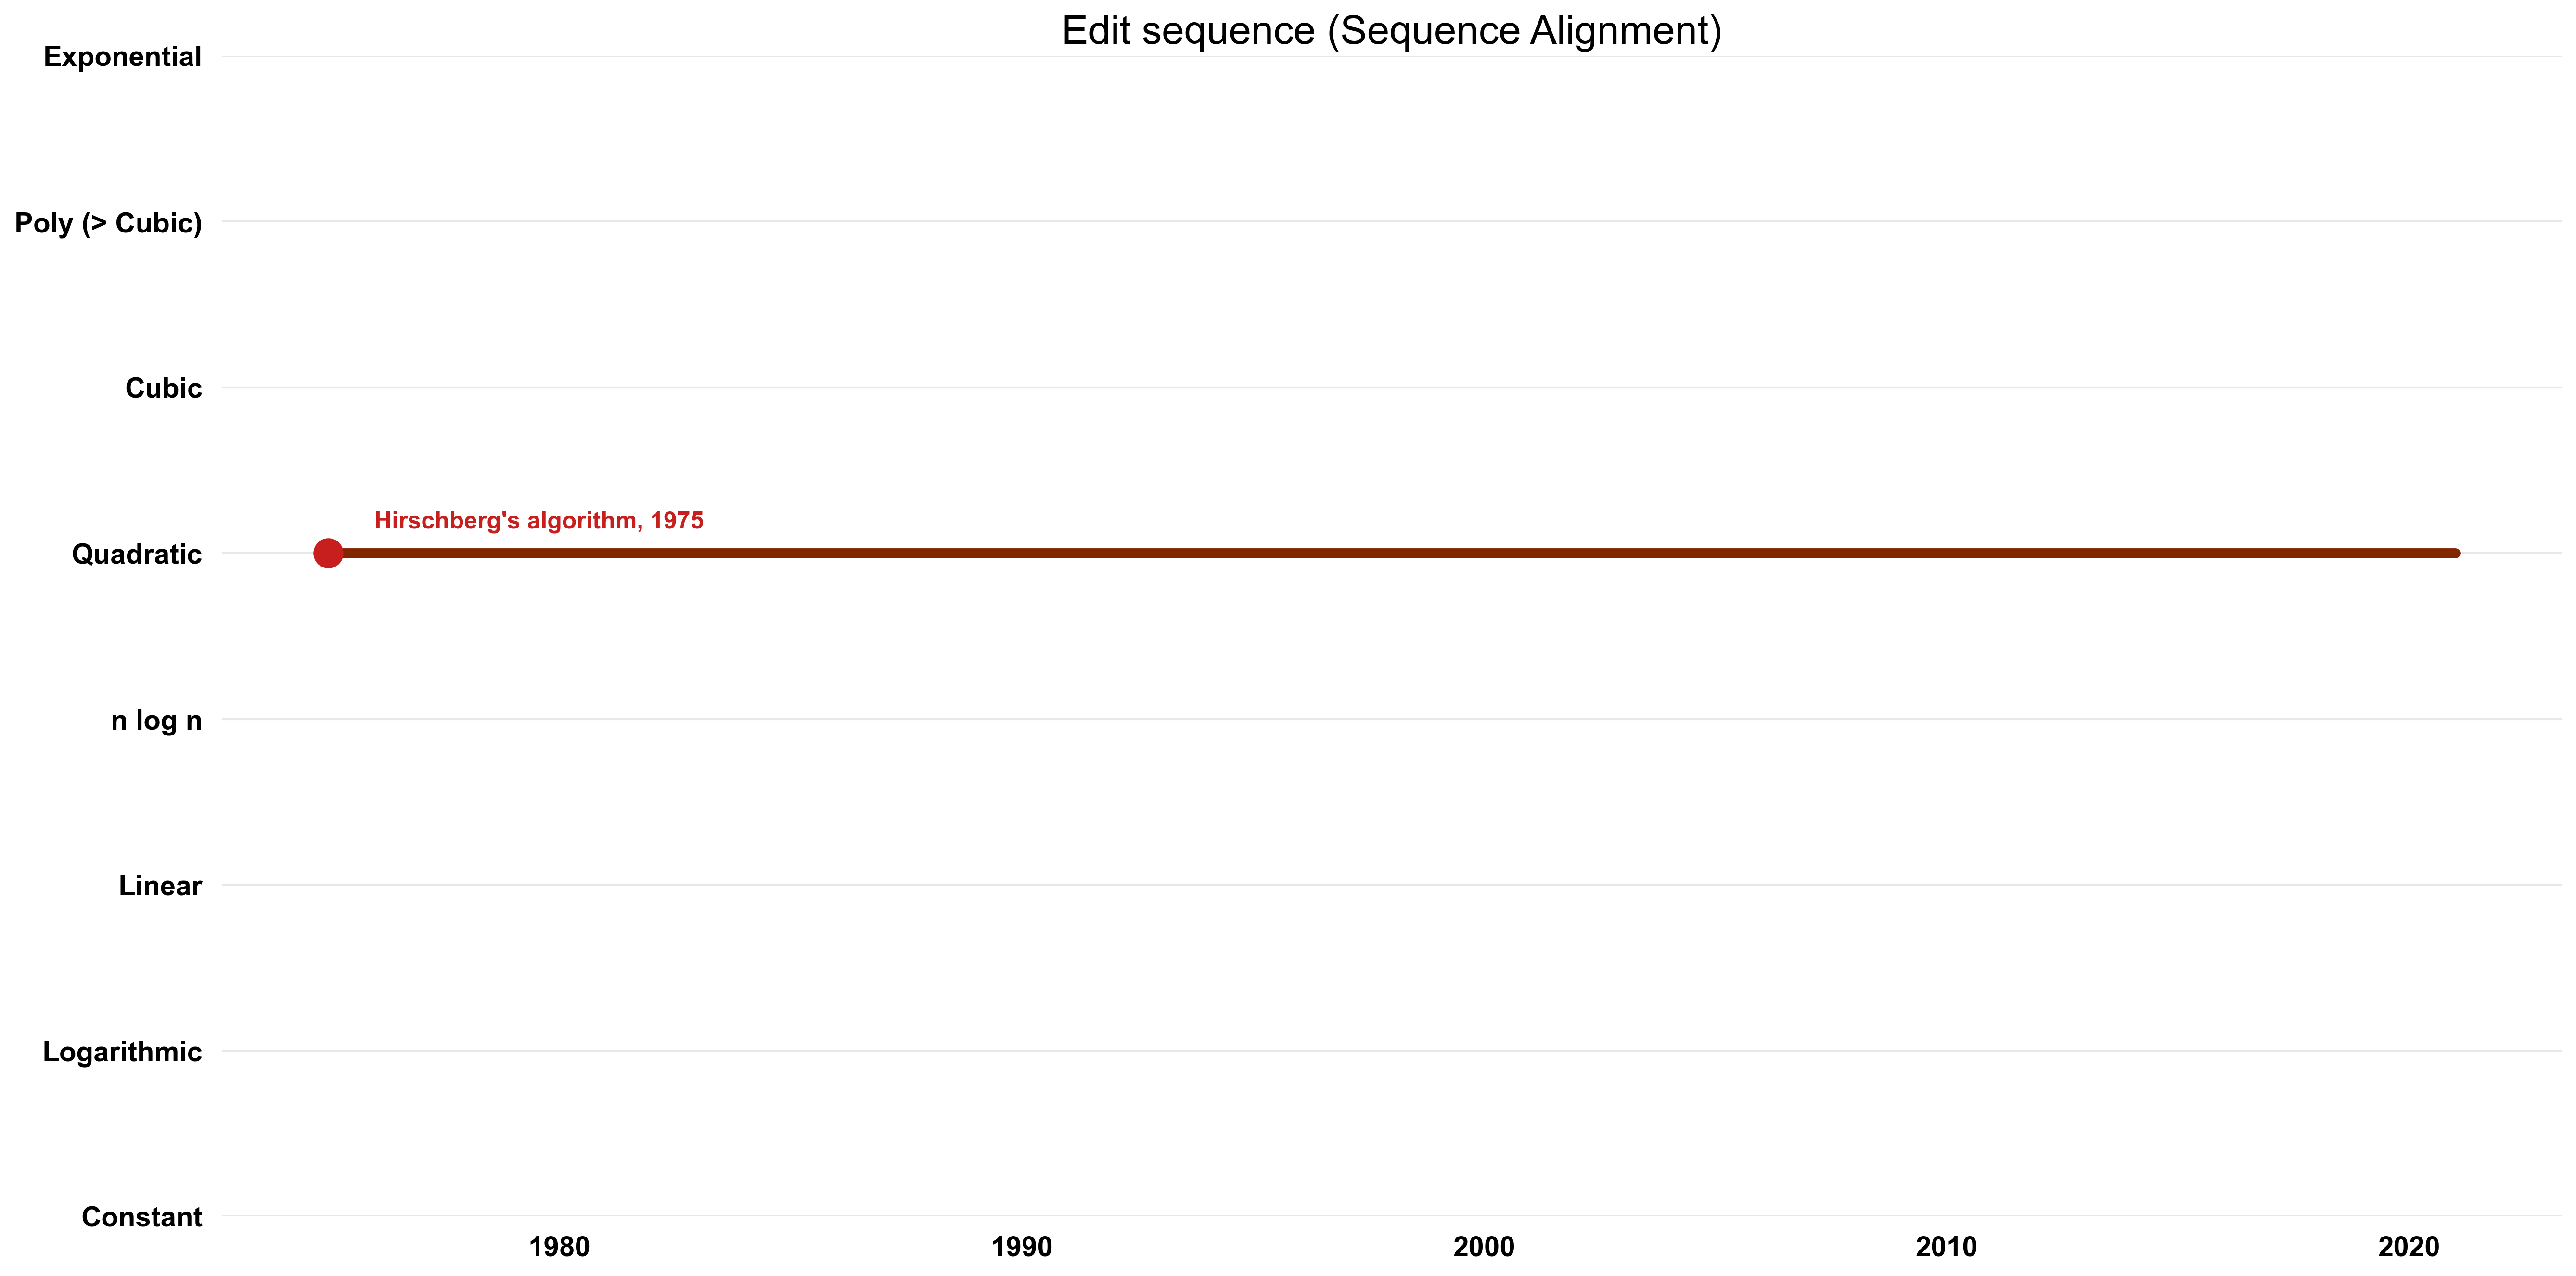 Edit sequence (Sequence Alignment)
Exponential
Poly (> Cubic)
Cubic
Hirschberg's algorithm, 1975
Quadratic
n log n
Linear
Logarithmic
Constant
1980 1990 2000 2010 2020